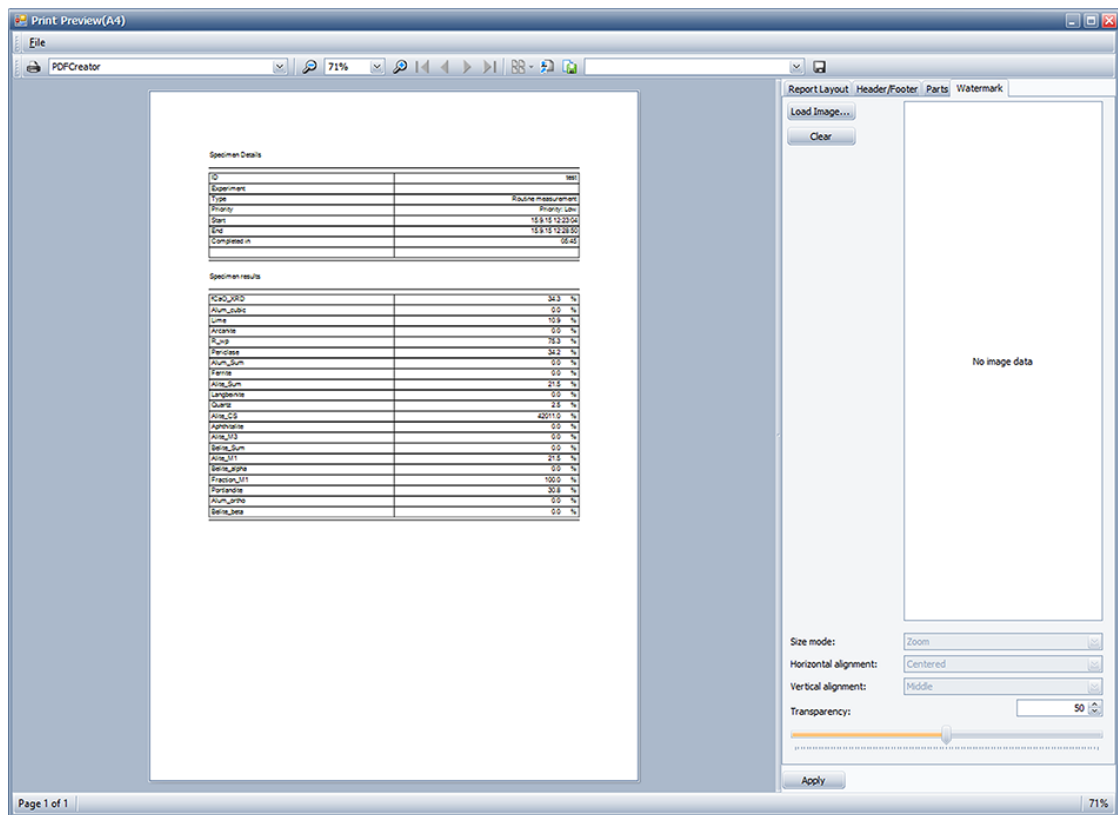 Print Preview(A4)
File
PDFCreator 71%
Report Layout Header/Footer Parts Watermark
Load Image...
Clear
Specimen Details
ID test
Experiment
Type Routine measurement
Priority Priority: Low
Start 15.9.15 12:23:04
End 15.9.15 12:28:50
Completed in 05:45
Specimen results
fCaO_XRD 34.3 %
Alum_cubic 0.0 %
Lime 10.9 %
Arcanite 0.0 %
R_wp 75.3 %
Periclase 34.2 %
Alum_Sum 0.0 %
Ferrite 0.0 %
Alite_Sum 21.5 %
Langbeinite 0.0 %
Quartz 2.5 %
Alite_CS 42011.0 %
Aphthitalite 0.0 %
Alite_M3 0.0 %
Belite_Sum 0.0 %
Alite_M1 21.5 %
Belite_alpha 0.0 %
Fraction_M1 100.0 %
Portlandite 30.8 %
Alum_ortho 0.0 %
Belite_beta 0.0 %
No image data
Size mode: Zoom
Horizontal alignment: Centered
Vertical alignment: Middle
Transparency: 50
Apply
Page 1 of 1 71%